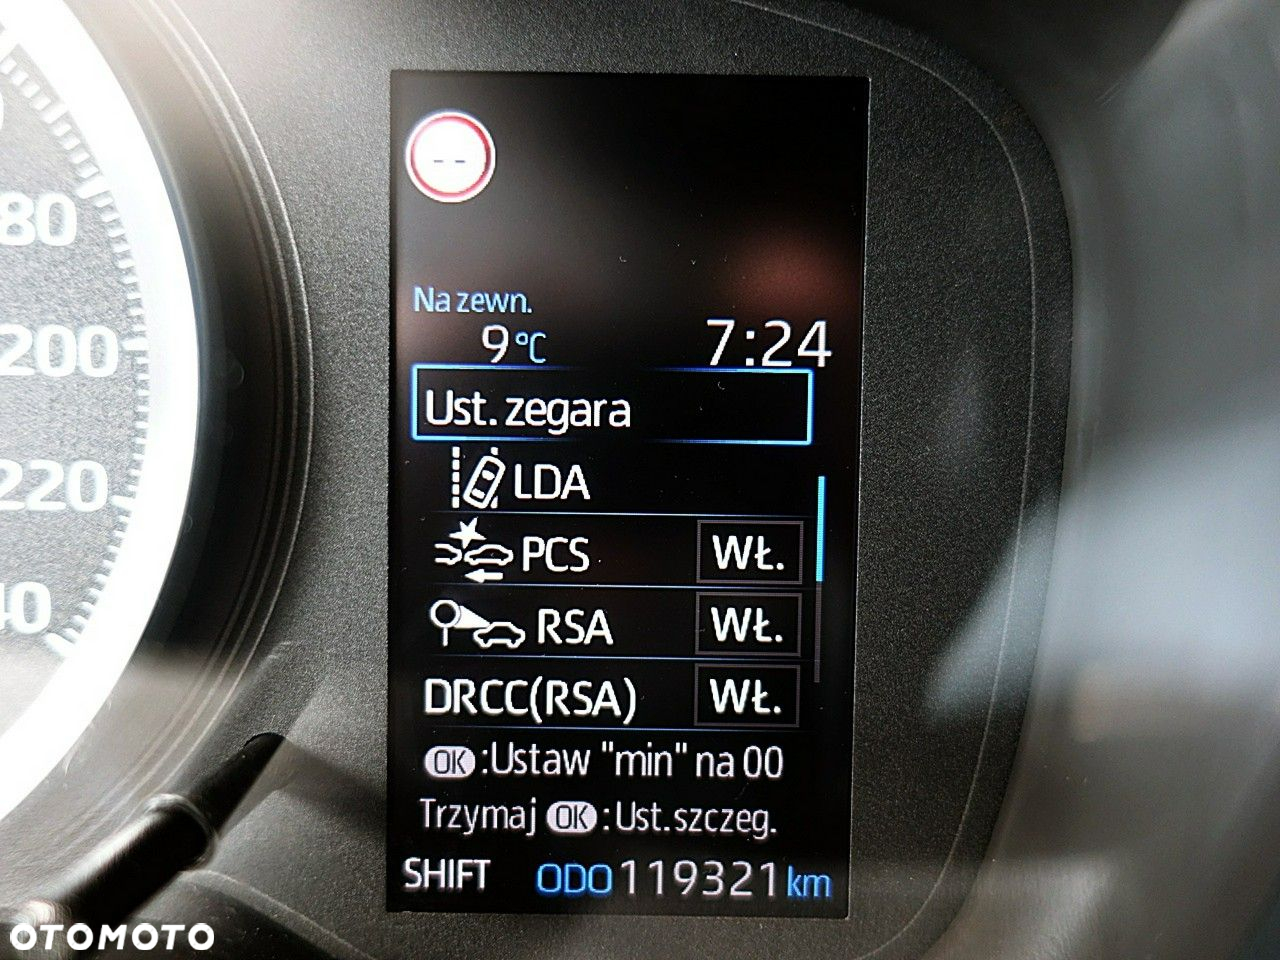 80
200
220
40
--
Na zewn.
9 °C 7:24
Ust. zegara
LDA
PCS WŁ.
RSA WŁ.
DRCC(RSA) WŁ.
OK :Ustaw "min" na 00
Trzymaj OK : Ust.szczeg.
SHIFT ODO 119321 km
OTOMOTO